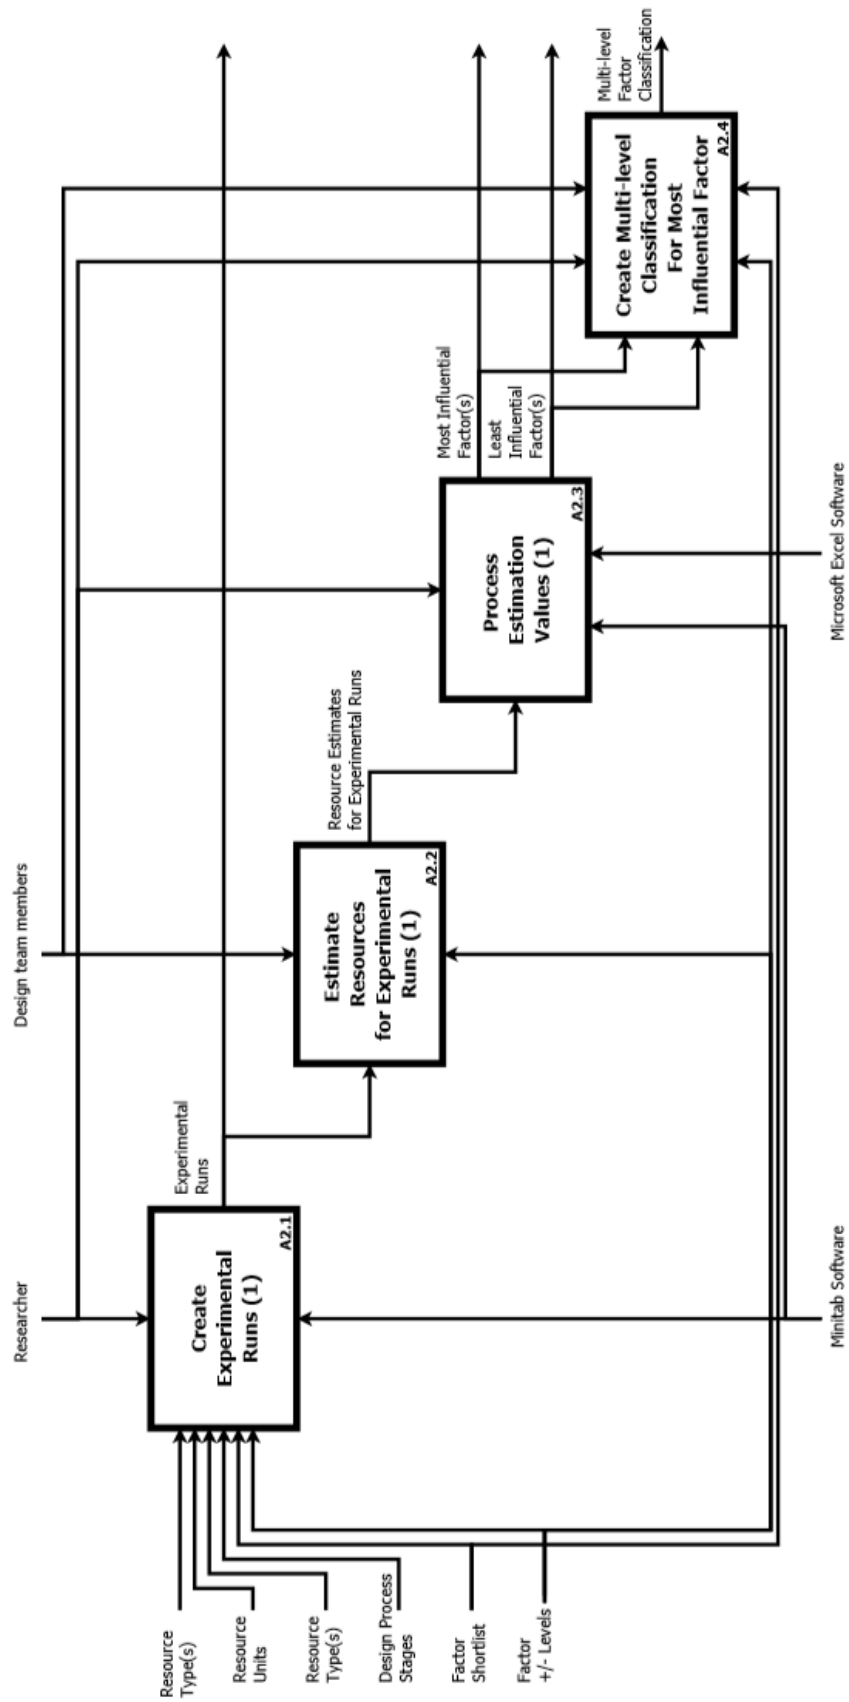 Researcher
Design team members
Resource
Type(s)
Resource
Units
Resource
Type(s)
Design Process
Stages
Factor
Shortlist
Factor
+/- Levels
Create
Experimental
Runs (1)
A2.1
Experimental
Runs
Estimate
Resources
for Experimental
Runs (1)
A2.2
Resource Estimates
for Experimental Runs
Process
Estimation
Values (1)
A2.3
Most Influential
Factor(s)
Least
Influential
Factor(s)
Create Multi-level
Classification
For Most
Influential Factor
A2.4
Multi-level
Factor
Classification
Minitab Software
Microsoft Excel Software